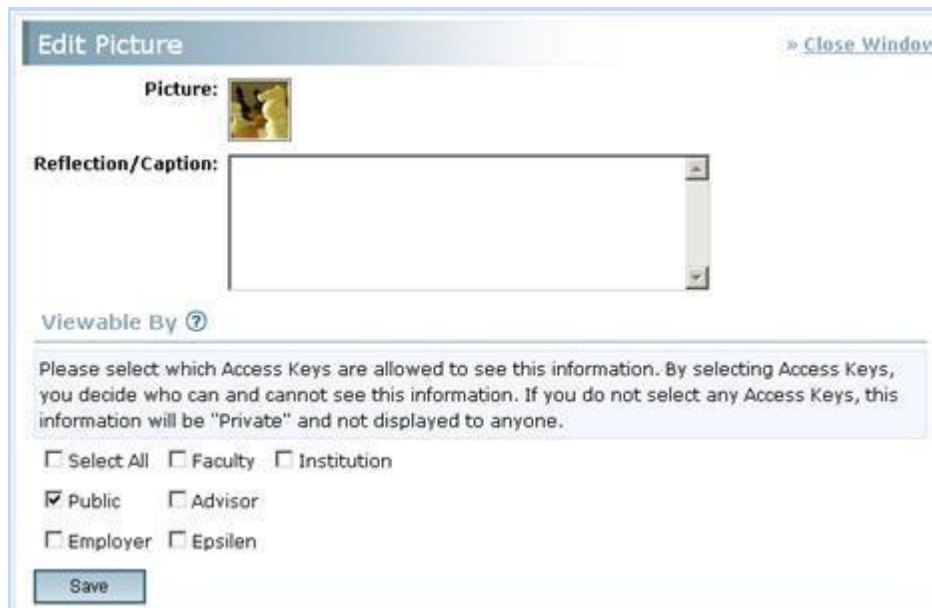 Edit Picture
» Close Window
Picture:
Reflection/Caption:
Viewable By ?
Please select which Access Keys are allowed to see this information. By selecting Access Keys,
you decide who can and cannot see this information. If you do not select any Access Keys, this
information will be "Private" and not displayed to anyone.
Select All Faculty Institution
Public Advisor
Employer Epsilen
Save